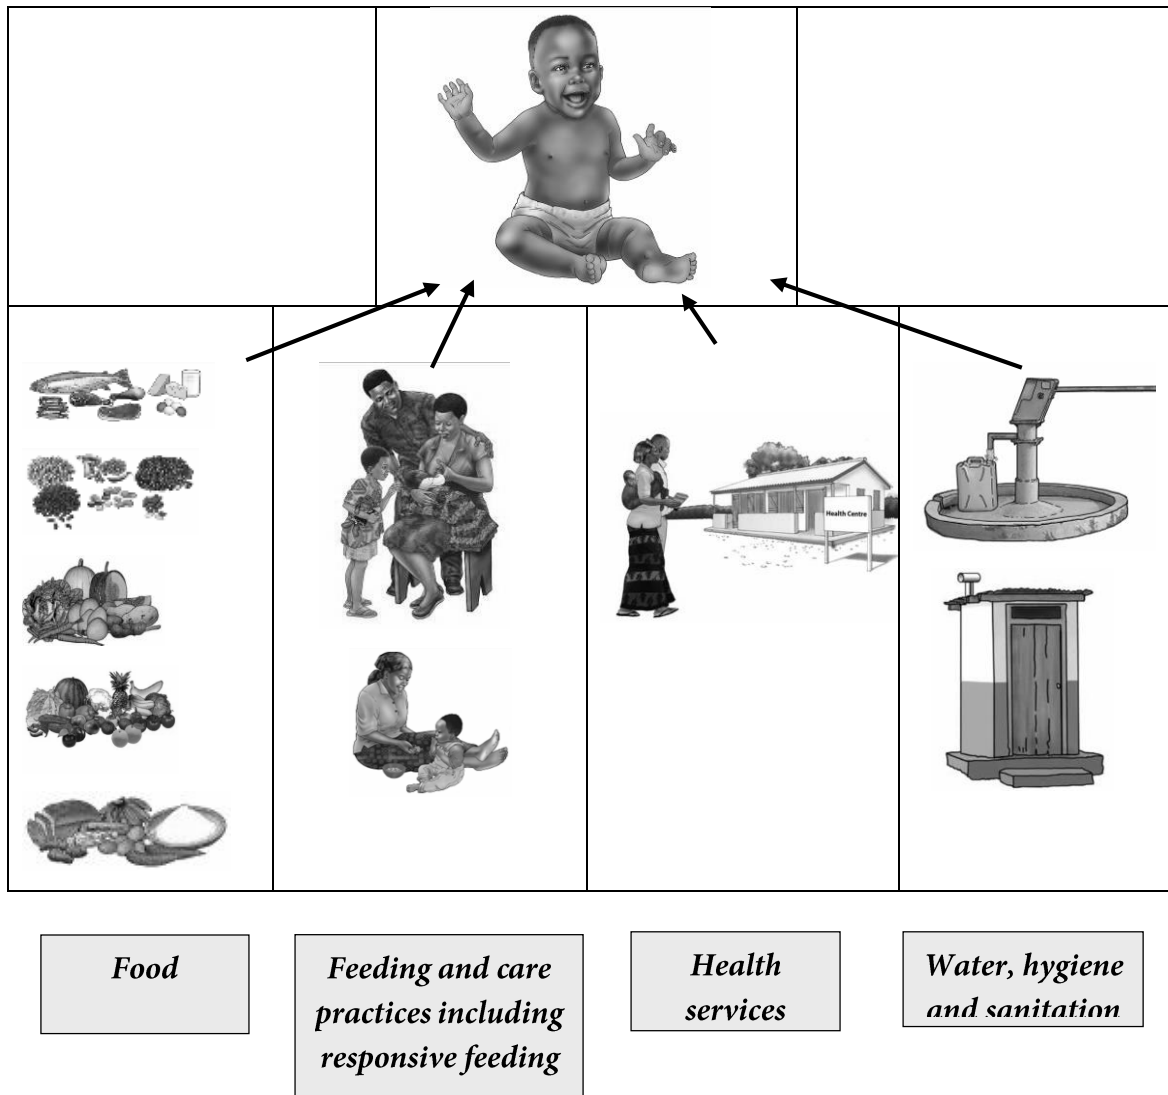 Health Centre
Food
Feeding and care
practices including
responsive feeding
Health
services
Water, hygiene
and sanitation